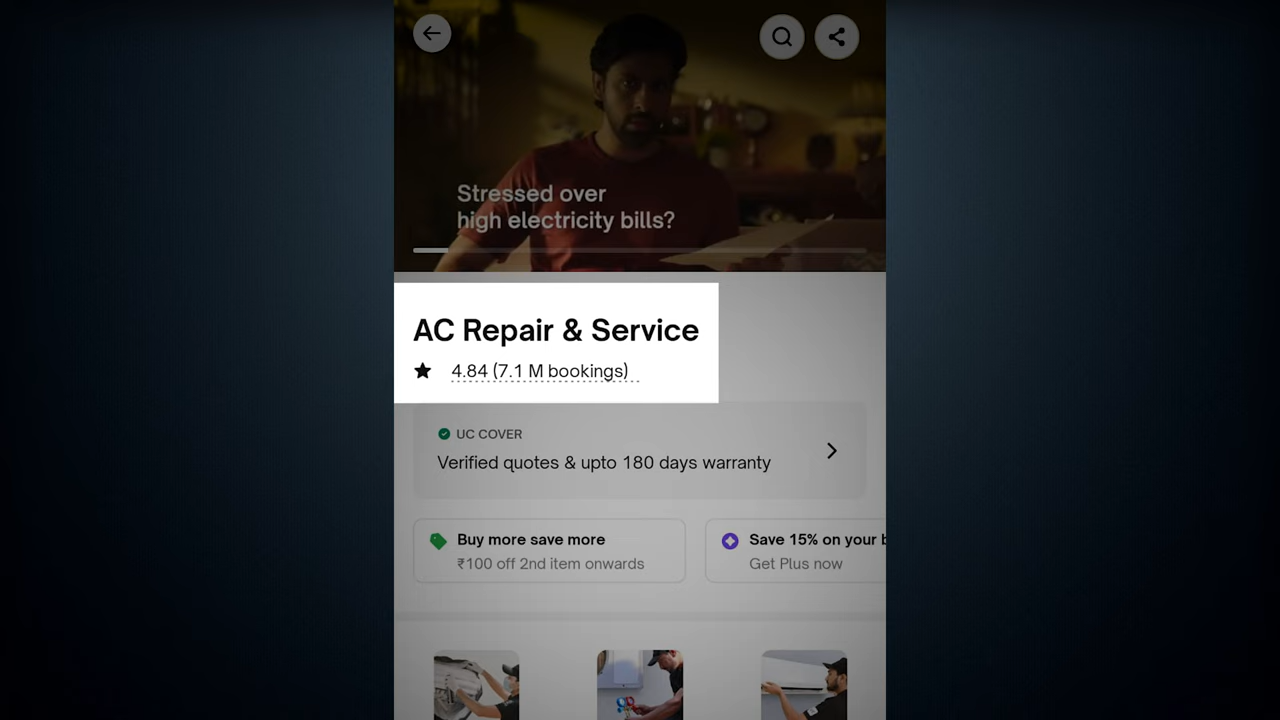 Stressed over
high electricity bills?
AC Repair & Service
4.84 (7.1 M bookings)
UC COVER
Verified quotes & upto 180 days warranty
Buy more save more
₹100 off 2nd item onwards
Save 15% on your
Get Plus now